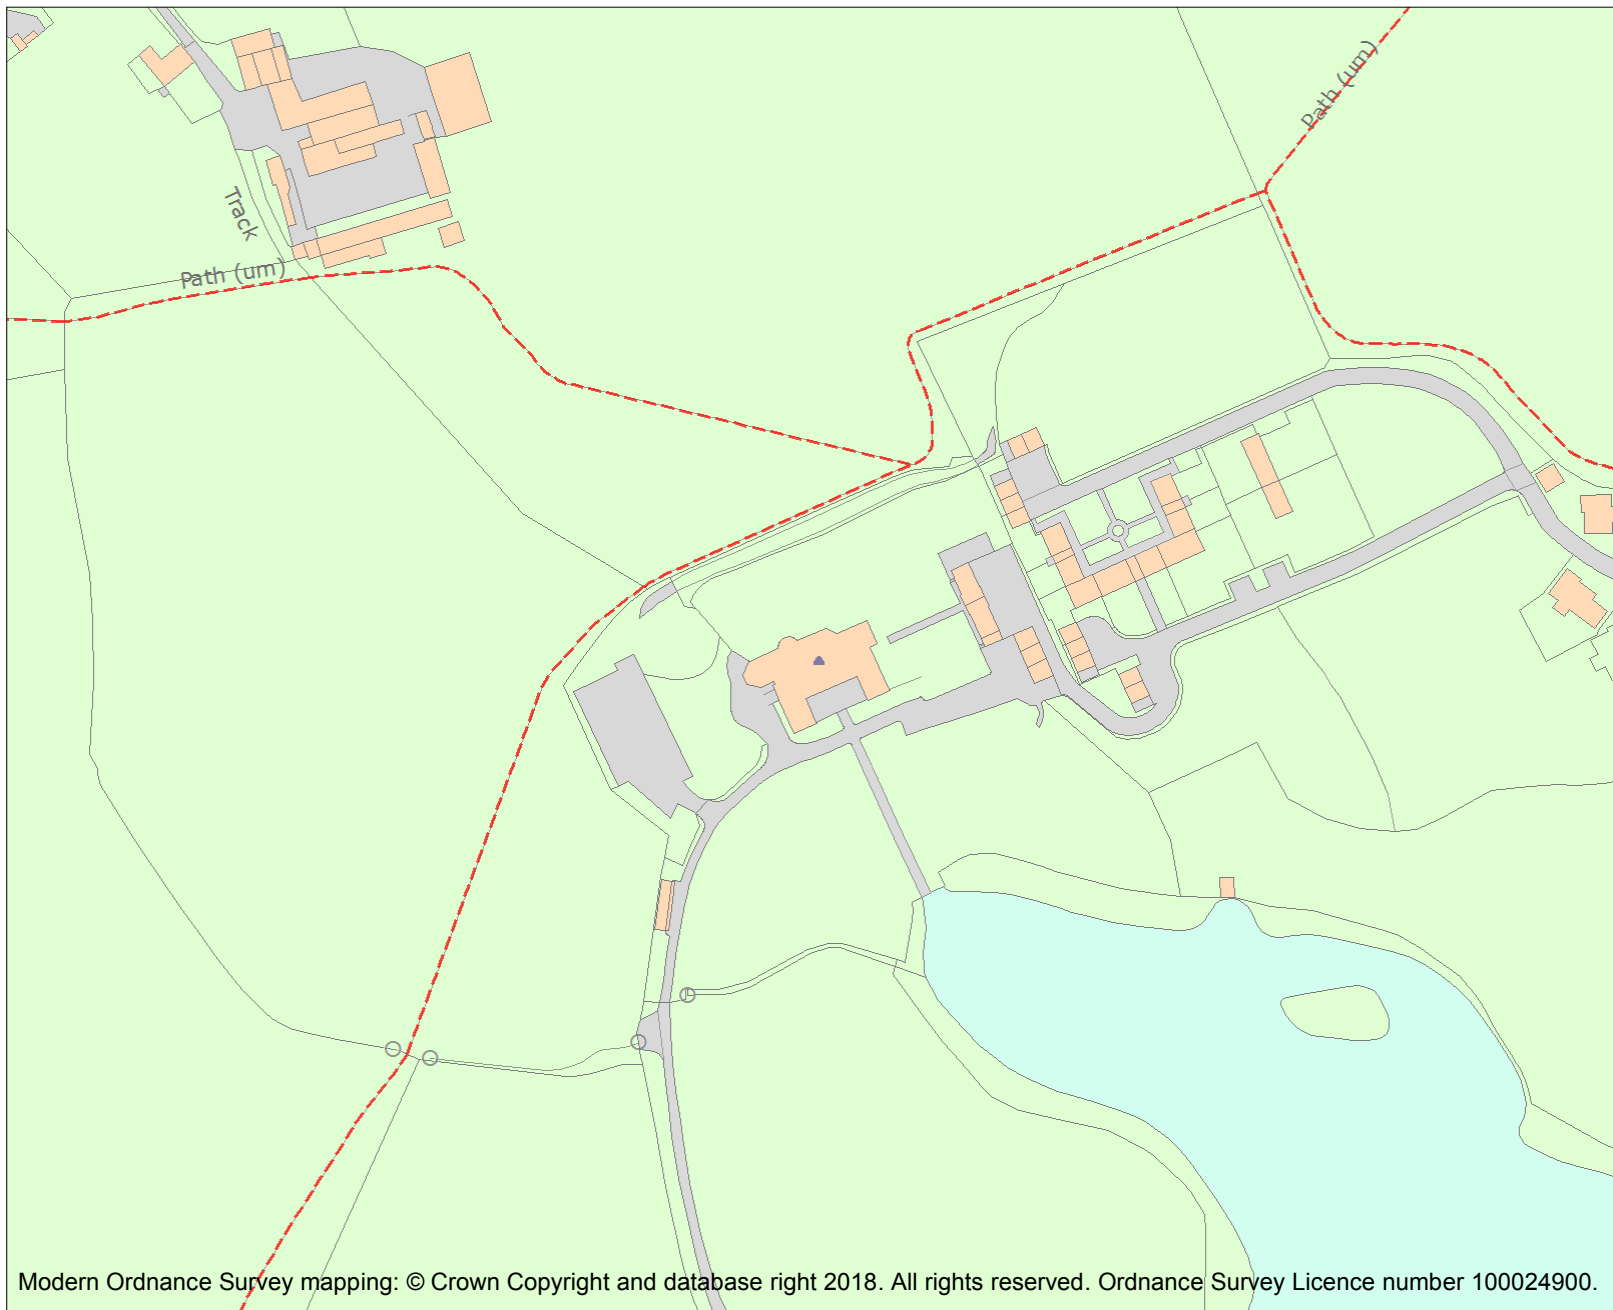 Path (um)
Track
Path (um)
Modern Ordnance Survey mapping: © Crown Copyright and database right 2018. All rights reserved. Ordnance Survey Licence number 100024900.